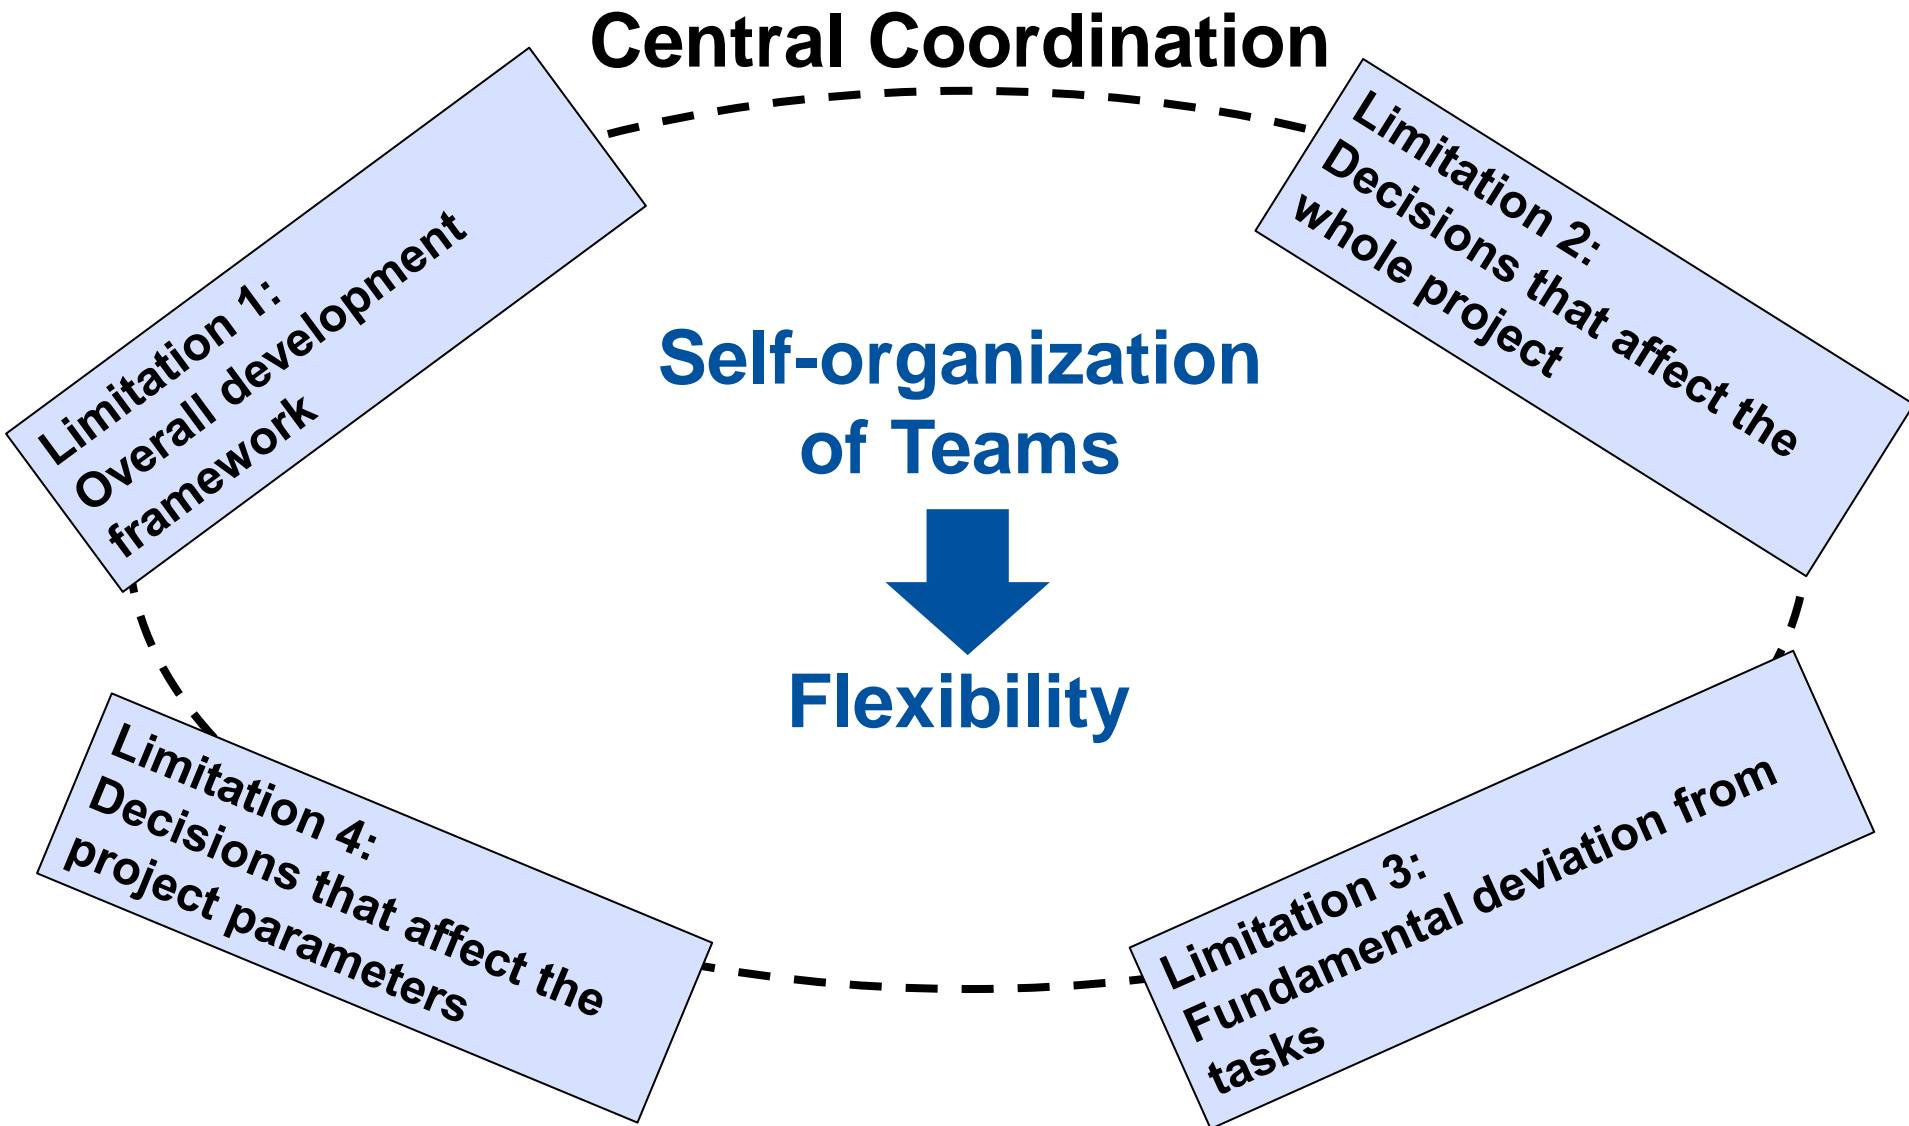 Central Coordination
Limitation 1:
Overall development
framework
Limitation 2:
Decisions that affect the
whole project
Self-organization
of Teams
Flexibility
Limitation 4:
Decisions that affect the
project parameters
Limitation 3:
Fundamental deviation from
tasks